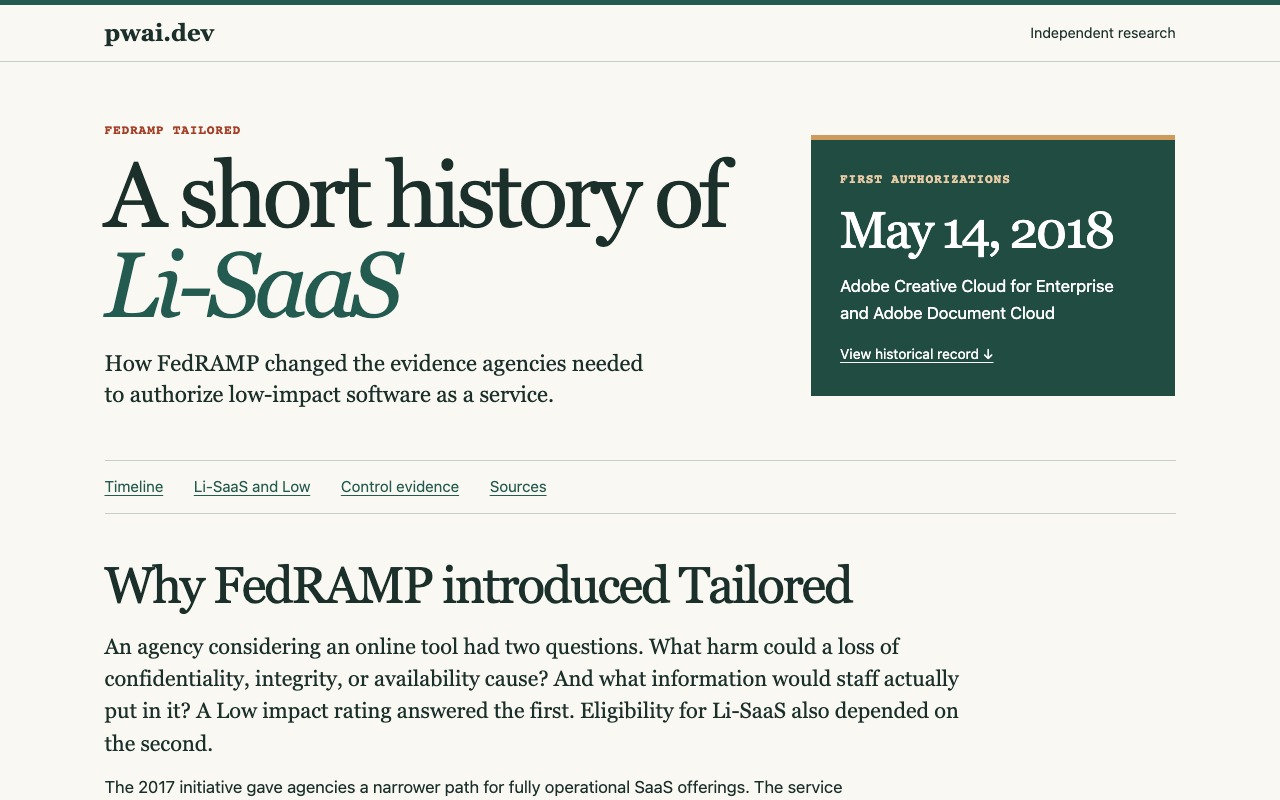 pwai.dev
Independent research
FEDRAMP TAILORED
A short history of
Li-SaaS
How FedRAMP changed the evidence agencies needed
to authorize low-impact software as a service.
FIRST AUTHORIZATIONS
May 14, 2018
Adobe Creative Cloud for Enterprise
and Adobe Document Cloud
View historical record ↓
Timeline
Li-SaaS and Low
Control evidence
Sources
Why FedRAMP introduced Tailored
An agency considering an online tool had two questions. What harm could a loss of
confidentiality, integrity, or availability cause? And what information would staff actually
put in it? A Low impact rating answered the first. Eligibility for Li-SaaS also depended on
the second.
The 2017 initiative gave agencies a narrower path for fully operational SaaS offerings. The service